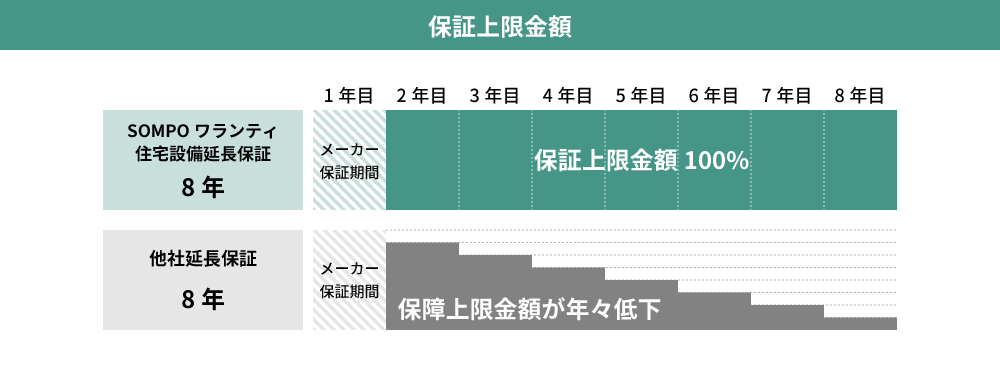 保証上限金額
1 年目 2 年目 3 年目 4 年目 5 年目 6 年目 7 年目 8 年目
SOMPO ワランティ
住宅設備延長保証
8 年
メーカー
保証期間
保証上限金額 100%
他社延長保証
8 年
メーカー
保証期間
保障上限金額が年々低下